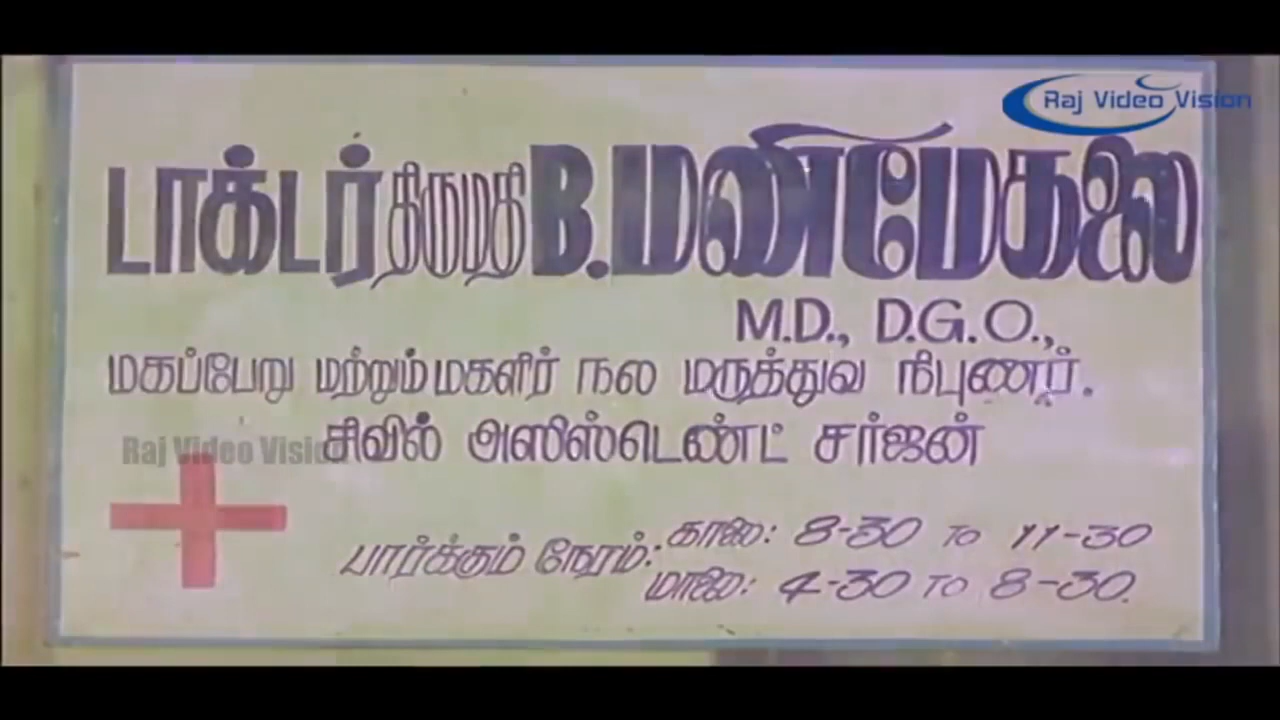 Raj Video Vision
டாக்டர் திருமதி B.மணிமேகலை
M.D., D.G.O.,
மகப்பேறு மற்றும் மகளிர் நல மருத்துவ நிபுணர்.
சிவில் அஸிஸ்டெண்ட் சர்ஜன்
Raj Video Vision
பார்க்கும் நேரம்: காலை: 8-30 TO 11-30
மாலை: 4-30 TO 8-30.